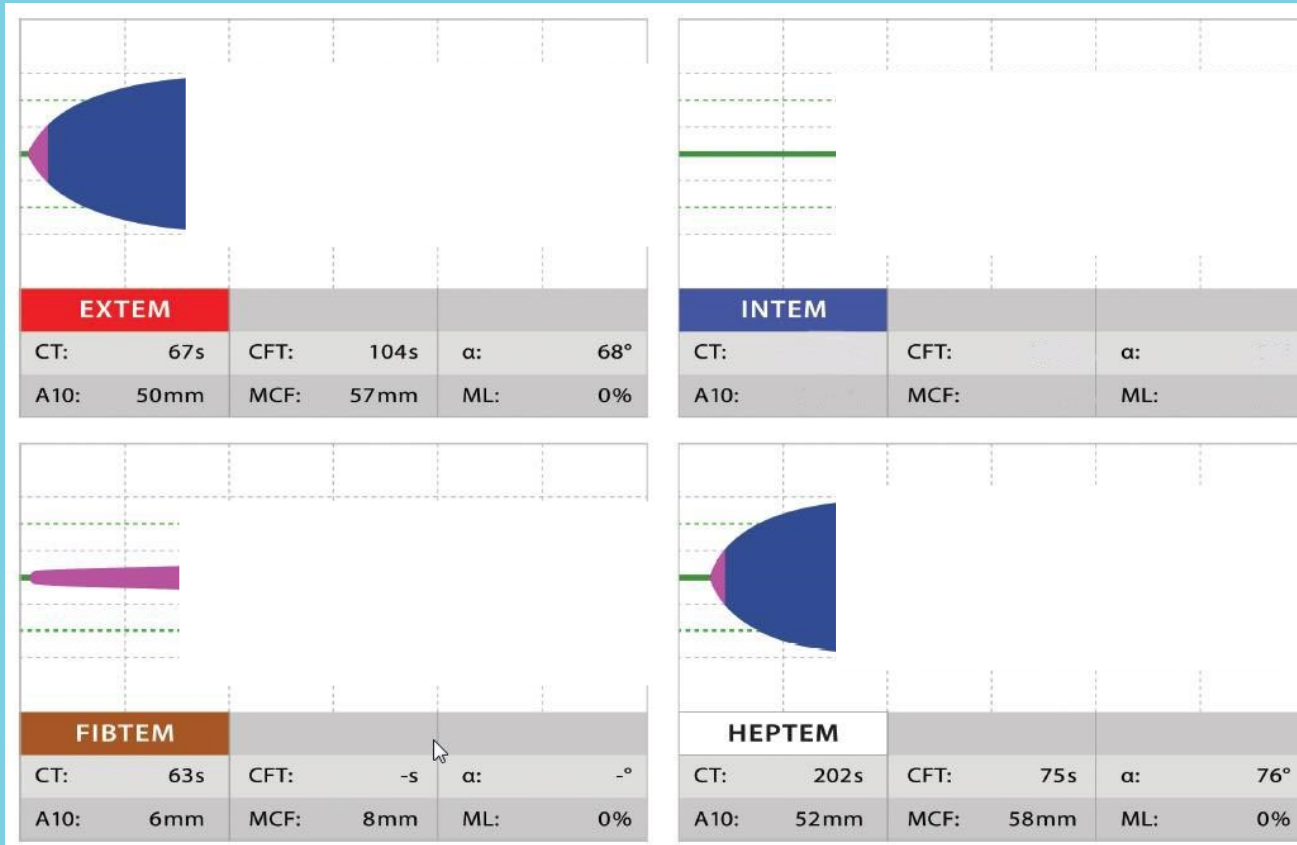 EXTEM
CT: 67s CFT: 104s α: 68°
A10: 50mm MCF: 57mm ML: 0%
INTEM
CT: CFT: α:
A10: MCF: ML:
FIBTEM
CT: 63s CFT: -s α: -°
A10: 6mm MCF: 8mm ML: 0%
HEPTEM
CT: 202s CFT: 75s α: 76°
A10: 52mm MCF: 58mm ML: 0%